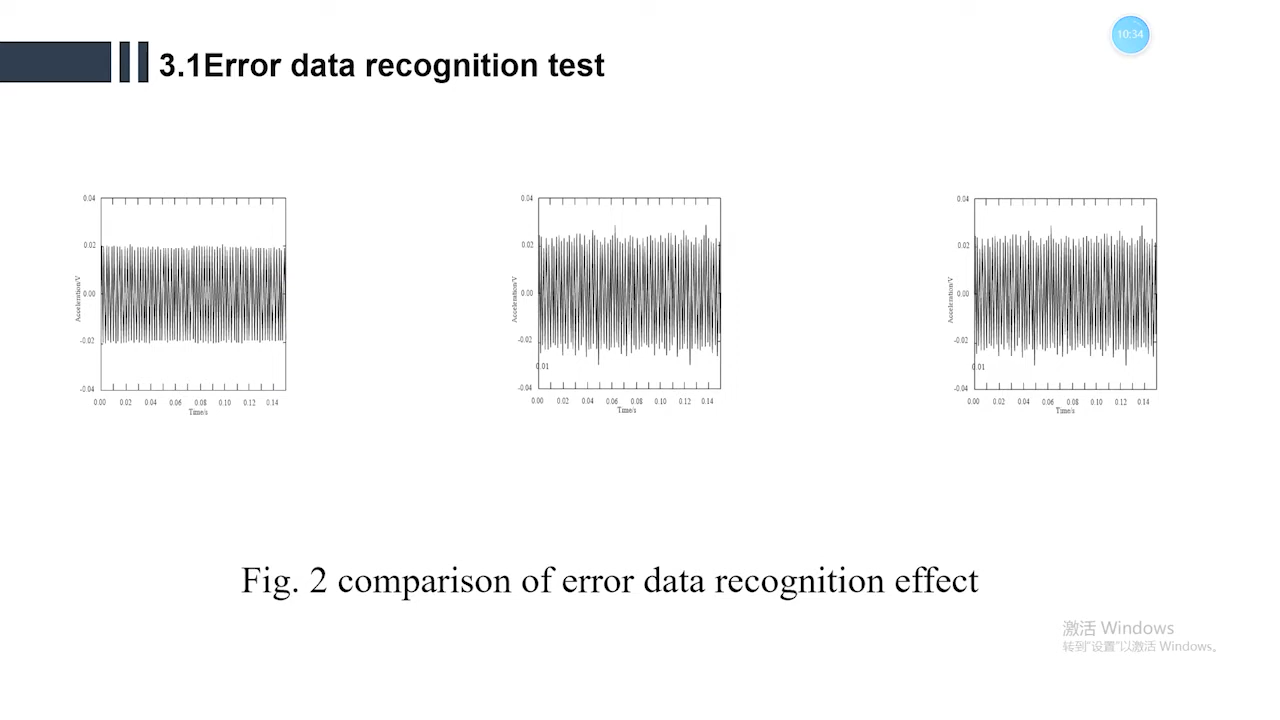 10:34
3.1Error data recognition test
0.04
0.02
0.00
-0.02
-0.04
Acceleration/V
0.00 0.02 0.04 0.06 0.08 0.10 0.12 0.14
Time/s
0.04
0.02
0.00
-0.02
-0.04
Acceleration/V
0.01
0.00 0.02 0.04 0.06 0.08 0.10 0.12 0.14
Time/s
0.04
0.02
0.00
-0.02
-0.04
Acceleration/V
0.01
0.00 0.02 0.04 0.06 0.08 0.10 0.12 0.14
Time/s
Fig. 2 comparison of error data recognition effect
激活 Windows
转到“设置”以激活 Windows。